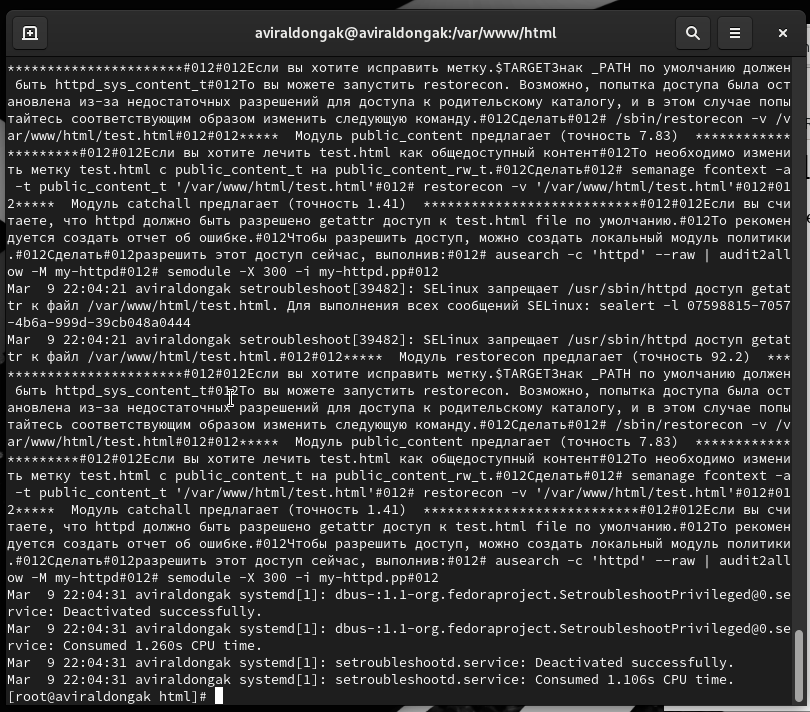 aviraldongak@aviraldongak:/var/www/html
**********************#012#012Если вы хотите исправить метку.$TARGETЗнак _PATH по умолчанию должен
 быть httpd_sys_content_t#012То вы можете запустить restorecon. Возможно, попытка доступа была ост
ановлена из-за недостаточных разрешений для доступа к родительскому каталогу, и в этом случае попы
тайтесь соответствующим образом изменить следующую команду.#012Сделать#012# /sbin/restorecon -v /v
ar/www/html/test.html#012#012*****  Модуль public_content предлагает (точность 7.83)  ************
********#012#012Если вы хотите лечить test.html как общедоступный контент#012То необходимо измени
ть метку test.html с public_content_t на public_content_rw_t.#012Сделать#012# semanage fcontext -a
 -t public_content_t '/var/www/html/test.html'#012# restorecon -v '/var/www/html/test.html'#012#01
2*****  Модуль catchall предлагает (точность 1.41)  **************************#012#012Если вы счи
таете, что httpd должно быть разрешено getattr доступ к test.html file по умолчанию.#012То рекомен
дуется создать отчет об ошибке.#012Чтобы разрешить доступ, можно создать локальный модуль политики
.#012Сделать#012разрешить этот доступ сейчас, выполнив:#012# ausearch -c 'httpd' --raw | audit2all
ow -M my-httpd#012# semodule -X 300 -i my-httpd.pp#012
Mar  9 22:04:21 aviraldongak setroubleshoot[39482]: SELinux запрещает /usr/sbin/httpd доступ getat
tr к файл /var/www/html/test.html. Для выполнения всех сообщений SELinux: sealert -l 07598815-7057
-4b6a-999d-39cb048a0444
Mar  9 22:04:21 aviraldongak setroubleshoot[39482]: SELinux запрещает /usr/sbin/httpd доступ getat
tr к файл /var/www/html/test.html.#012#012*****  Модуль restorecon предлагает (точность 92.2)  ***
**********************#012#012Если вы хотите исправить метку.$TARGETЗнак _PATH по умолчанию должен
 быть httpd_sys_content_t#012То вы можете запустить restorecon. Возможно, попытка доступа была ост
ановлена из-за недостаточных разрешений для доступа к родительскому каталогу, и в этом случае попы
тайтесь соответствующим образом изменить следующую команду.#012Сделать#012# /sbin/restorecon -v /v
ar/www/html/test.html#012#012*****  Модуль public_content предлагает (точность 7.83)  ************
********#012#012Если вы хотите лечить test.html как общедоступный контент#012То необходимо измени
ть метку test.html с public_content_t на public_content_rw_t.#012Сделать#012# semanage fcontext -a
 -t public_content_t '/var/www/html/test.html'#012# restorecon -v '/var/www/html/test.html'#012#01
2*****  Модуль catchall предлагает (точность 1.41)  **************************#012#012Если вы счи
таете, что httpd должно быть разрешено getattr доступ к test.html file по умолчанию.#012То рекомен
дуется создать отчет об ошибке.#012Чтобы разрешить доступ, можно создать локальный модуль политики
.#012Сделать#012разрешить этот доступ сейчас, выполнив:#012# ausearch -c 'httpd' --raw | audit2all
ow -M my-httpd#012# semodule -X 300 -i my-httpd.pp#012
Mar  9 22:04:31 aviraldongak systemd[1]: dbus-:1.1-org.fedoraproject.SetroubleshootPrivileged@0.se
rvice: Deactivated successfully.
Mar  9 22:04:31 aviraldongak systemd[1]: dbus-:1.1-org.fedoraproject.SetroubleshootPrivileged@0.se
rvice: Consumed 1.260s CPU time.
Mar  9 22:04:31 aviraldongak systemd[1]: setroubleshootd.service: Deactivated successfully.
Mar  9 22:04:31 aviraldongak systemd[1]: setroubleshootd.service: Consumed 1.106s CPU time.
[root@aviraldongak html]#